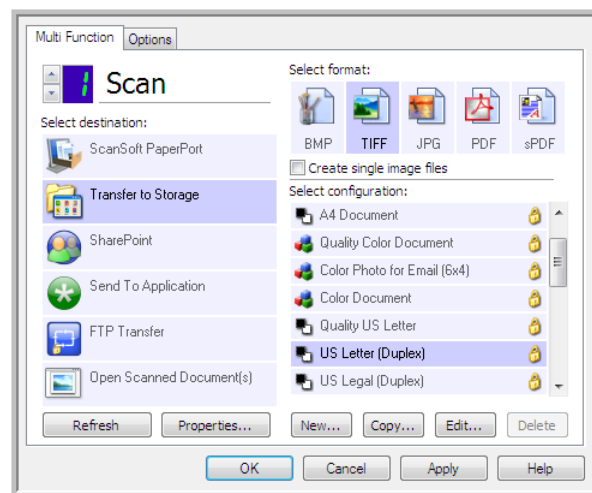 Multi Function
Options
1
Scan
Select destination:
ScanSoft PaperPort
Transfer to Storage
SharePoint
Send To Application
FTP Transfer
Open Scanned Document(s)
Refresh
Properties...
Select format:
BMP
TIFF
JPG
PDF
sPDF
Create single image files
Select configuration:
A4 Document
Quality Color Document
Color Photo for Email (6x4)
Color Document
Quality US Letter
US Letter (Duplex)
US Legal (Duplex)
New...
Copy...
Edit...
Delete
OK
Cancel
Apply
Help